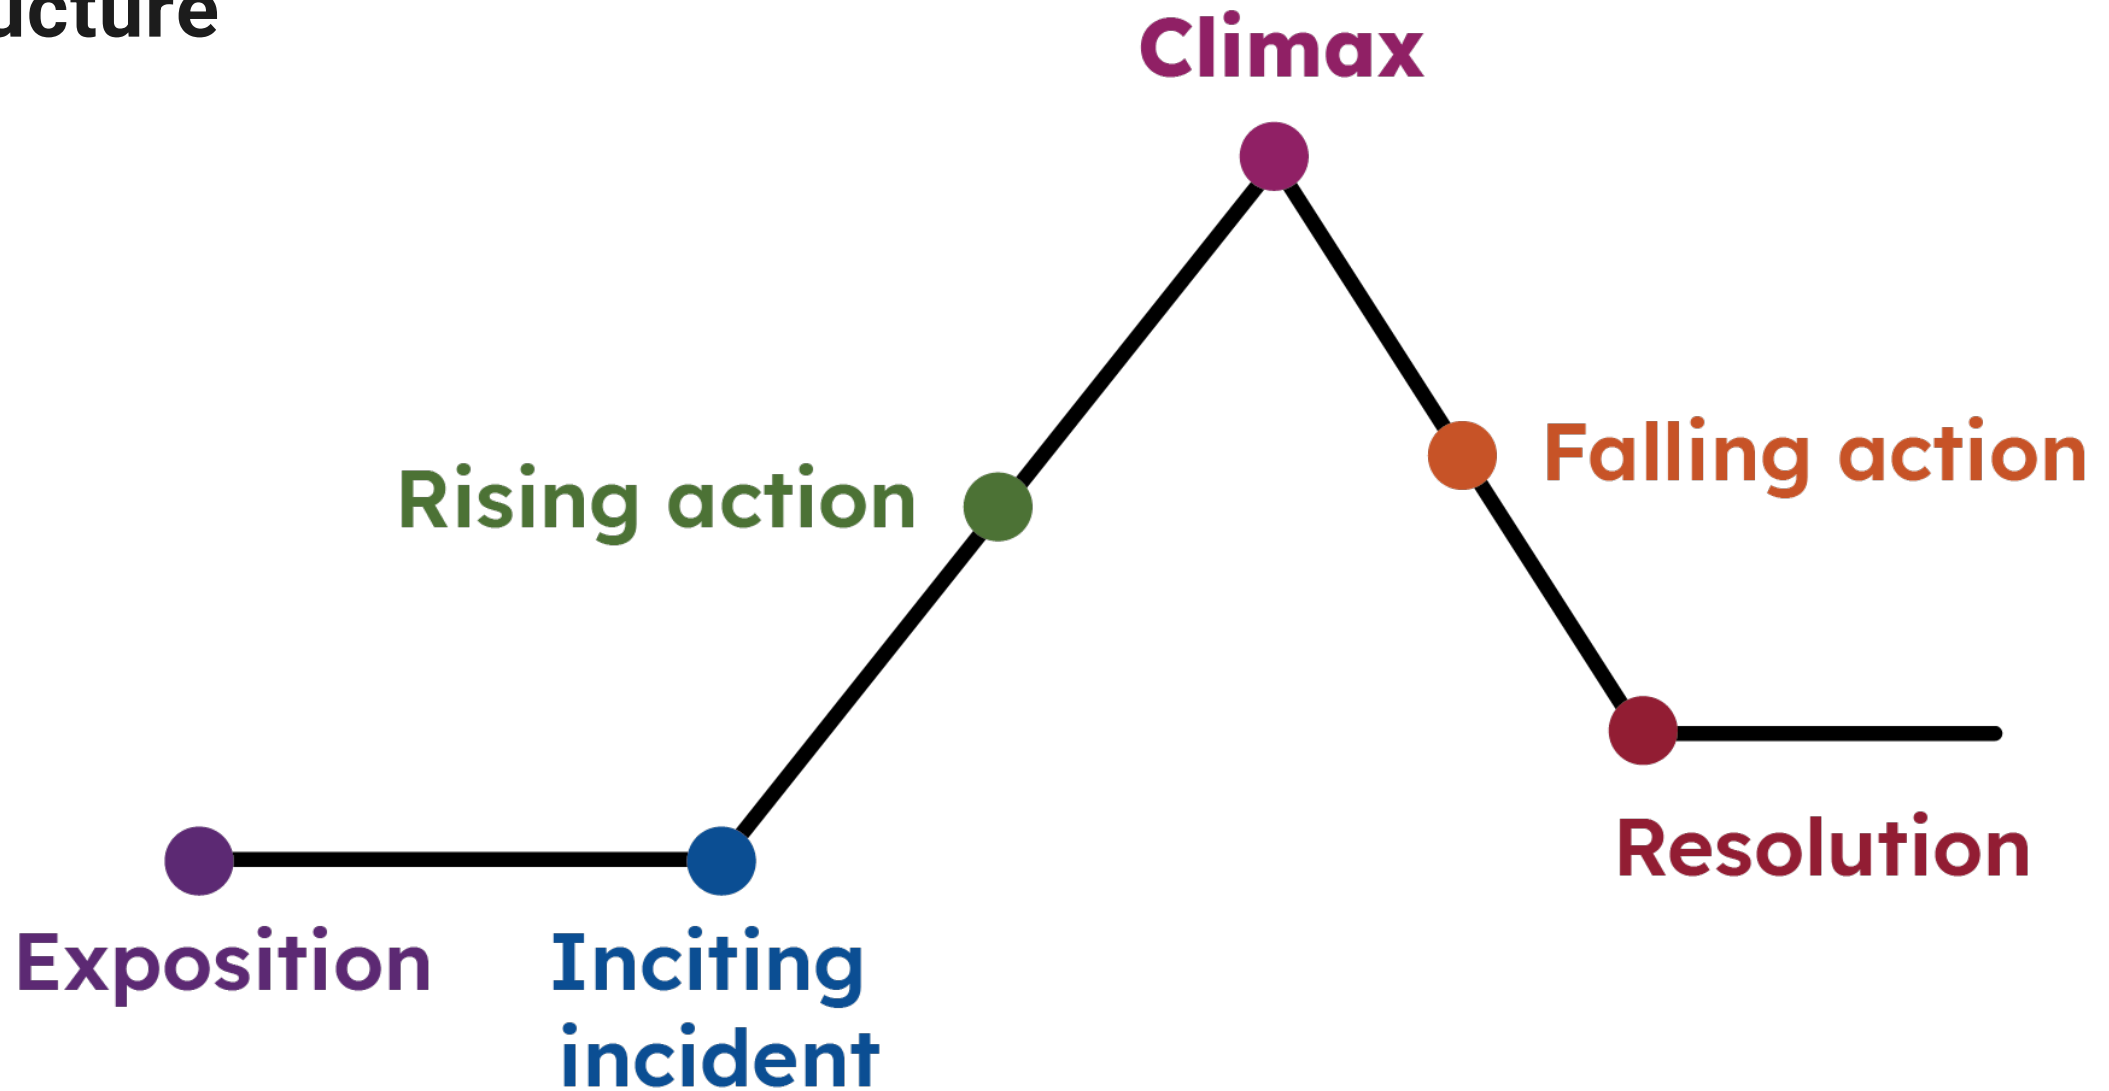 ucture
Climax
Falling action
Rising action
Resolution
Exposition
Inciting
incident